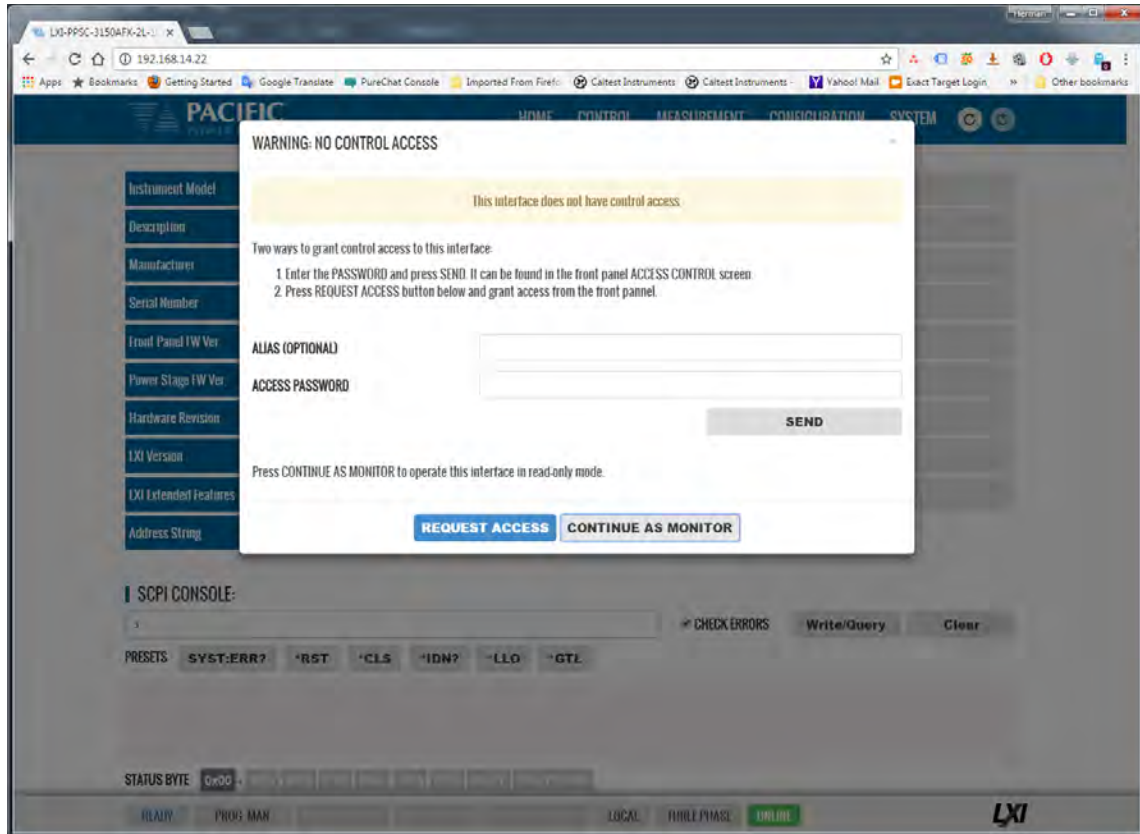 Herman
LXI-PPSC-3150AFX-2L-
192.168.14.22
Apps Bookmarks Getting Started Google Translate PureChat Console Imported From Firefo Caltest Instruments Caltest Instruments - Yahoo! Mail Exact Target Login » Other bookmarks
PACIFIC HOME CONTROL MEASUREMENT CONFIGURATION SYSTEM
WARNING: NO CONTROL ACCESS
This interface does not have control access.
Two ways to grant control access to this interface:
1. Enter the PASSWORD and press SEND. It can be found in the front panel ACCESS CONTROL screen.
2. Press REQUEST ACCESS button below and grant access from the front pannel.
ALIAS (OPTIONAL)
ACCESS PASSWORD
SEND
Press CONTINUE AS MONITOR to operate this interface in read-only mode.
REQUEST ACCESS CONTINUE AS MONITOR
Instrument Model
Description
Manufacturer
Serial Number
Front Panel FW Ver
Power Stage FW Ver
Hardware Revision
LXI Version
LXI Extended Features
Address String
SCPI CONSOLE:
CHECK ERRORS Write/Query Clear
PRESETS SYST:ERR? *RST *CLS *IDN? *LLO *GTL
STATUS BYTE 0x00
READY PROG: MAN LOCAL THREE PHASE ONLINE LXI